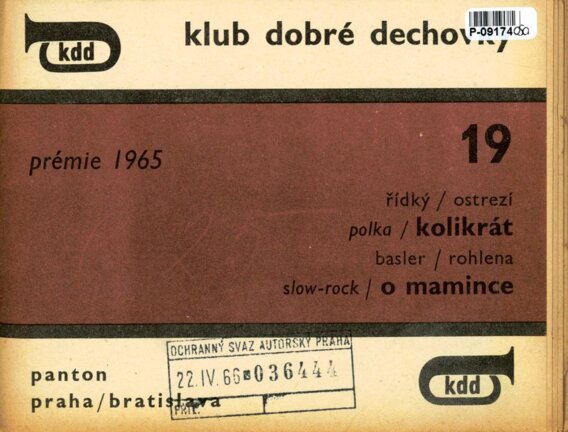 kdd
klub dobré dechovky
P-09174
prémie 1965
19
řídký / ostrezí
polka / kolikrát
basler / rohlena
slow-rock / o mamince
OCHRANNÝ SVAZ AUTORSKÝ PRAHA
22.IV.66 036444
PŘÍL.
panton
praha/bratislava
kdd